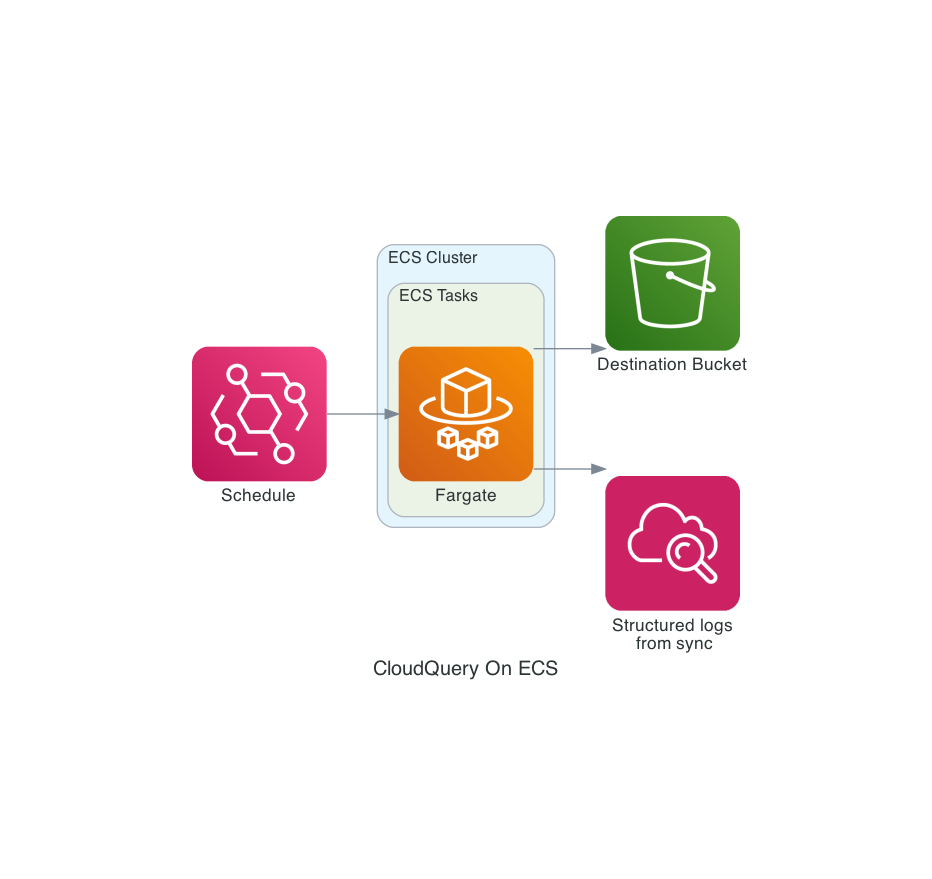 ECS Cluster
ECS Tasks
Schedule
Fargate
Destination Bucket
Structured logs
from sync
CloudQuery On ECS